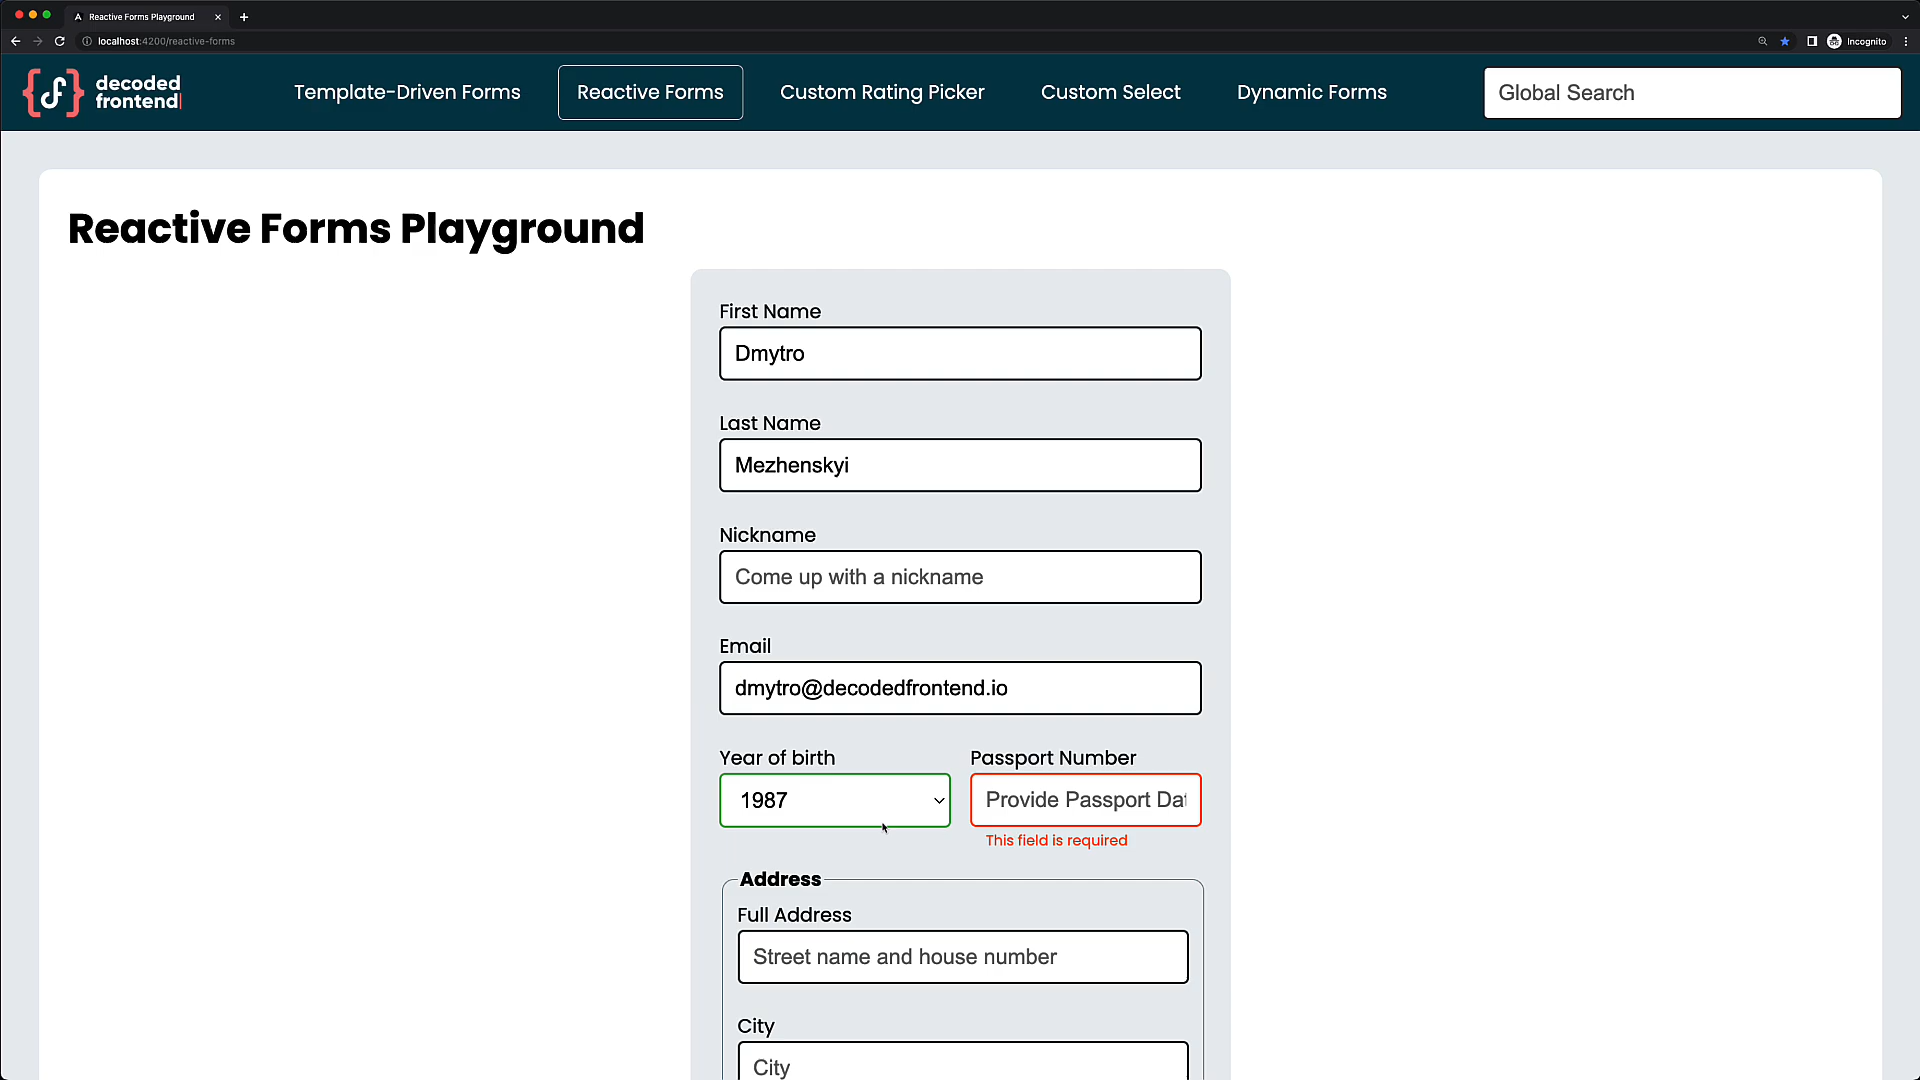 Reactive Forms Playground
localhost:4200/reactive-forms
Incognito
decoded
frontend
Template-Driven Forms
Reactive Forms
Custom Rating Picker
Custom Select
Dynamic Forms
Global Search
Reactive Forms Playground
First Name
Dmytro
Last Name
Mezhenskyi
Nickname
Come up with a nickname
Email
dmytro@decodedfrontend.io
Year of birth
Passport Number
1987
Provide Passport Dat
This field is required
Address
Full Address
Street name and house number
City
City